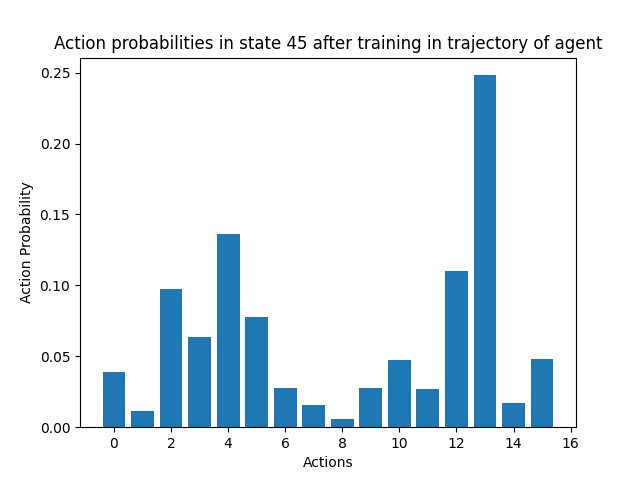 Action probabilities in state 45 after training in trajectory of agent
0.25
0.20
0.15
0.10
0.05
0.00
Action Probability
0 2 4 6 8 10 12 14 16
Actions